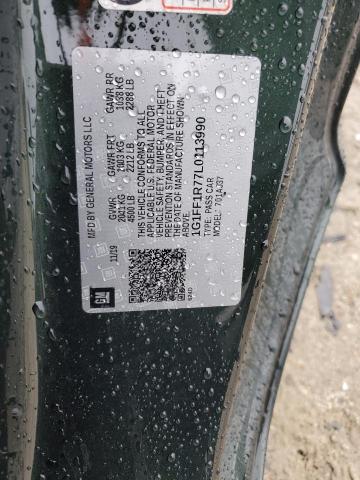 MFD BY GENERAL MOTORS LLC
11/19
GVWR GAWR FRT GAWR RR
2041 KG 1003 KG 1038 KG
4500 LB 2212 LB 2288 LB
THIS VEHICLE CONFORMS TO ALL
APPLICABLE U.S. FEDERAL MOTOR
VEHICLE SAFETY, BUMPER, AND THEFT
PREVENTION STANDARDS IN EFFECT ON
THE DATE OF MANUFACTURE SHOWN
ABOVE.
1G1FF1R77L0113990
TYPE: PASS CAR
MODEL: 701AJ37
GM